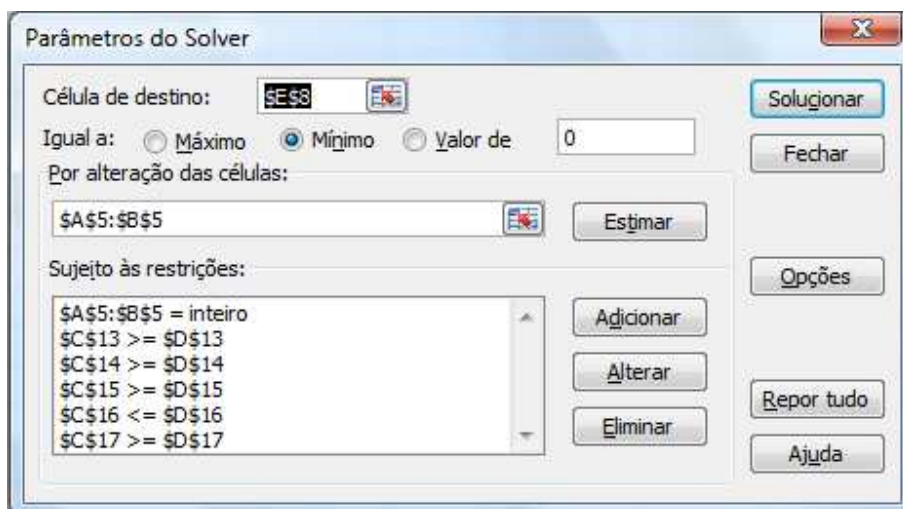 Parâmetros do Solver
Célula de destino: $E$8
Solucionar
Igual a: Máximo Mínimo Valor de 0
Fechar
Por alteração das células:
$A$5:$B$5
Estimar
Sujeito às restrições:
Opções
$A$5:$B$5 = inteiro
$C$13 >= $D$13
$C$14 >= $D$14
$C$15 >= $D$15
$C$16 <= $D$16
$C$17 >= $D$17
Adicionar
Alterar
Eliminar
Repor tudo
Ajuda